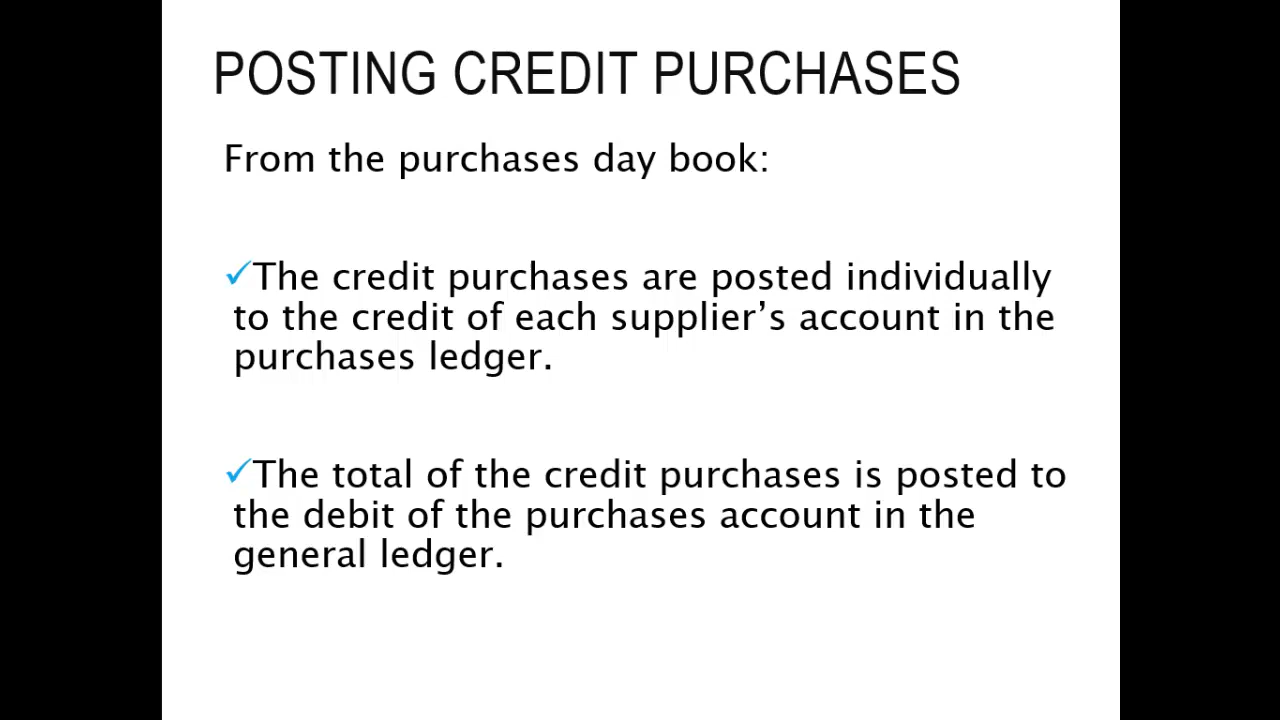 POSTING CREDIT PURCHASES
From the purchases day book:
✓The credit purchases are posted individually
to the credit of each supplier’s account in the
purchases ledger.
✓The total of the credit purchases is posted to
the debit of the purchases account in the
general ledger.